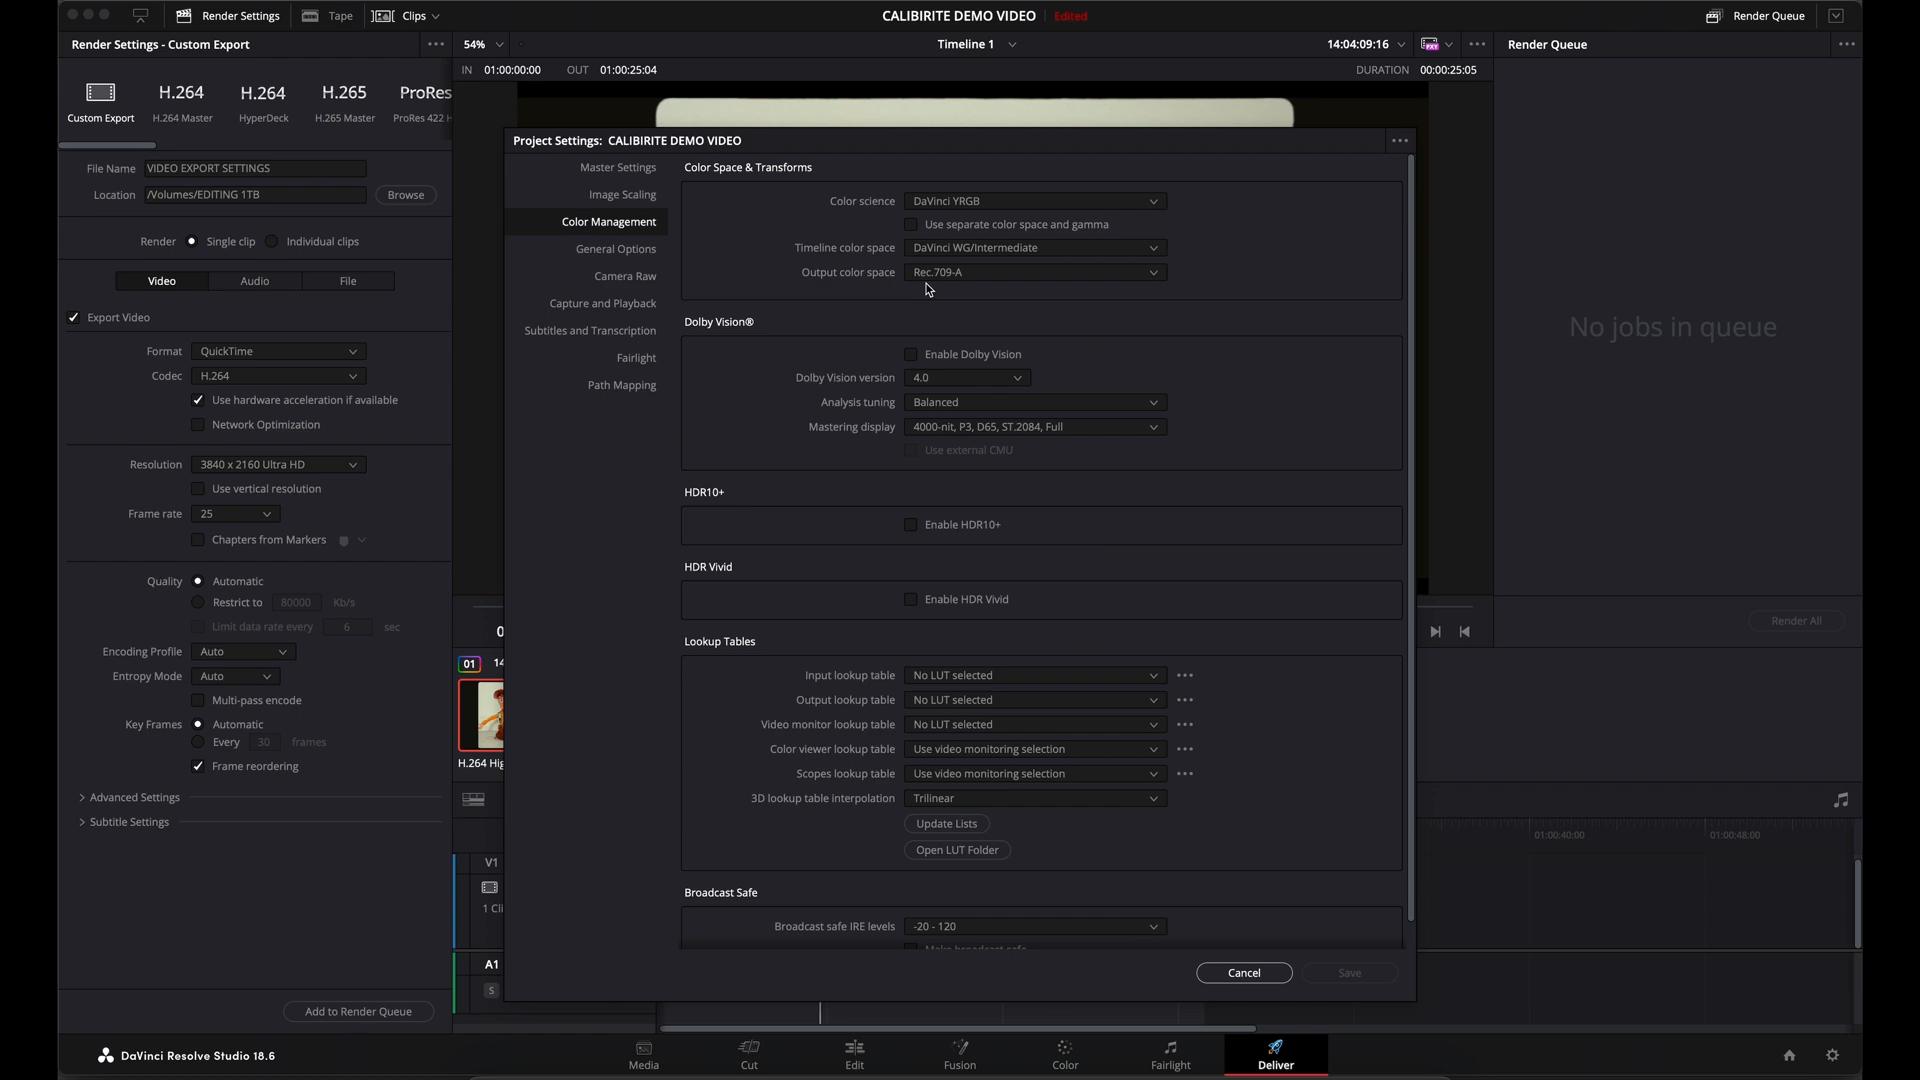 Render Settings
Tape
Clips
CALIBIRITE DEMO VIDEO
Edited
Render Queue
Render Settings - Custom Export
54%
Timeline 1
14:04:09:16
Render Queue
IN 01:00:00:00 OUT 01:00:25:04
DURATION 00:00:25:05
H.264
H.264
H.265
ProRes
Custom Export
H.264 Master
HyperDeck
H.265 Master
ProRes 422 H
File Name VIDEO EXPORT SETTINGS
Location /Volumes/EDITING 1TB Browse
Render Single clip Individual clips
Video Audio File
Export Video
Format QuickTime
Codec H.264
Use hardware acceleration if available
Network Optimization
Resolution 3840 x 2160 Ultra HD
Use vertical resolution
Frame rate 25
Chapters from Markers
Quality Automatic
Restrict to 80000 Kb/s
Limit data rate every 6 sec
Encoding Profile Auto
Entropy Mode Auto
Multi-pass encode
Key Frames Automatic
Every 30 frames
Frame reordering
Advanced Settings
Subtitle Settings
Add to Render Queue
Project Settings: CALIBIRITE DEMO VIDEO
Master Settings
Image Scaling
Color Management
General Options
Camera Raw
Capture and Playback
Subtitles and Transcription
Fairlight
Path Mapping
Color Space & Transforms
Color science DaVinci YRGB
Use separate color space and gamma
Timeline color space DaVinci WG/Intermediate
Output color space Rec.709-A
Dolby Vision®
Enable Dolby Vision
Dolby Vision version 4.0
Analysis tuning Balanced
Mastering display 4000-nit, P3, D65, ST.2084, Full
Use external CMU
HDR10+
Enable HDR10+
HDR Vivid
Enable HDR Vivid
Lookup Tables
Input lookup table No LUT selected
Output lookup table No LUT selected
Video monitor lookup table No LUT selected
Color viewer lookup table Use video monitoring selection
Scopes lookup table Use video monitoring selection
3D lookup table interpolation Trilinear
Update Lists
Open LUT Folder
Broadcast Safe
Broadcast safe IRE levels -20 - 120
Make broadcast safe
Cancel Save
No jobs in queue
Render All
0
01 14
H.264 Hig
V1
1 Cli
A1
S
01:00:40:00
01:00:48:00
DaVinci Resolve Studio 18.6
Media
Cut
Edit
Fusion
Color
Fairlight
Deliver